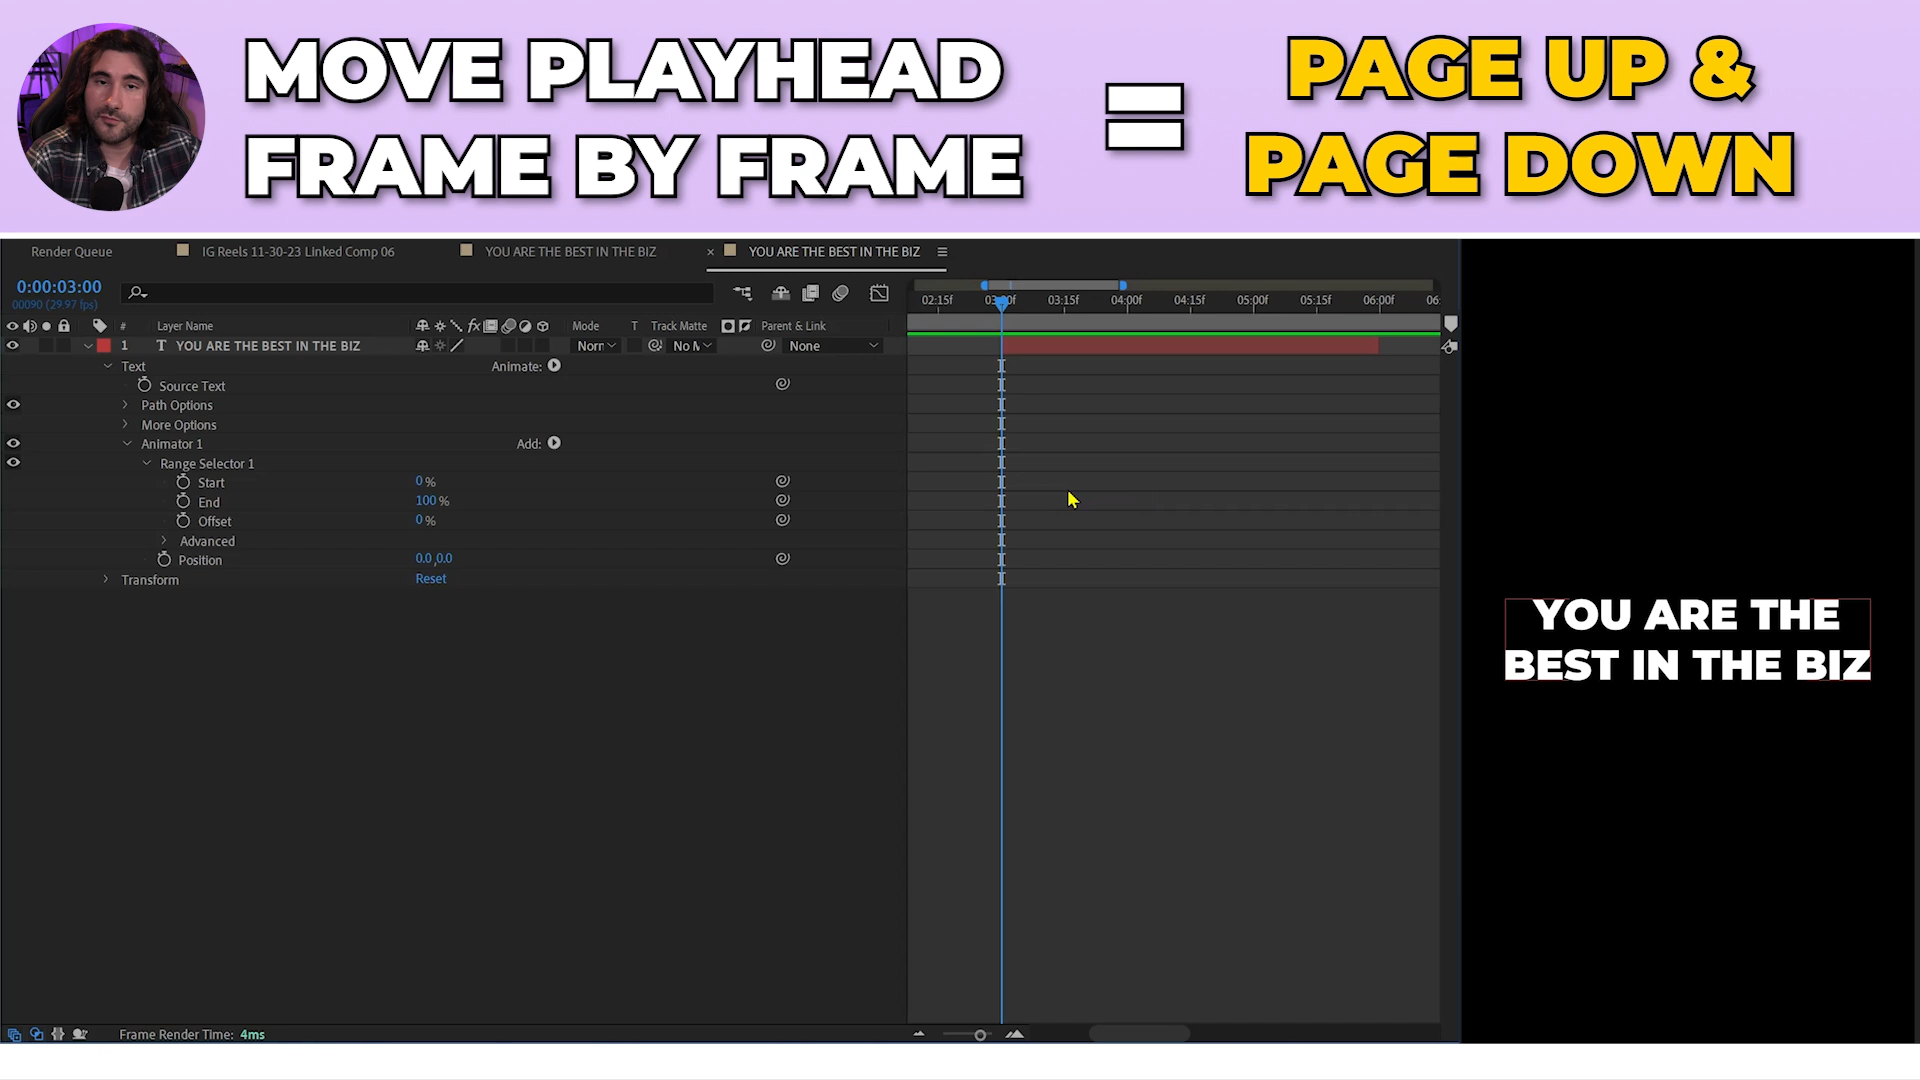 MOVE PLAYHEAD
FRAME BY FRAME
=
PAGE UP &
PAGE DOWN
Render Queue
IG Reels 11-30-23 Linked Comp 06
YOU ARE THE BEST IN THE BIZ
× YOU ARE THE BEST IN THE BIZ
0:00:03:00
00090 (29.97 fps)
02:15f 03:00f 03:15f 04:00f 04:15f 05:00f 05:15f 06:00f 06:
# Layer Name fx Mode T Track Matte Parent & Link
1 T YOU ARE THE BEST IN THE BIZ Norn No M None
Text Animate:
Source Text
Path Options
More Options
Animator 1 Add:
Range Selector 1
Start 0%
End 100%
Offset 0%
Advanced
Position 0.0,0.0
Transform Reset
YOU ARE THE
BEST IN THE BIZ
Frame Render Time: 4ms